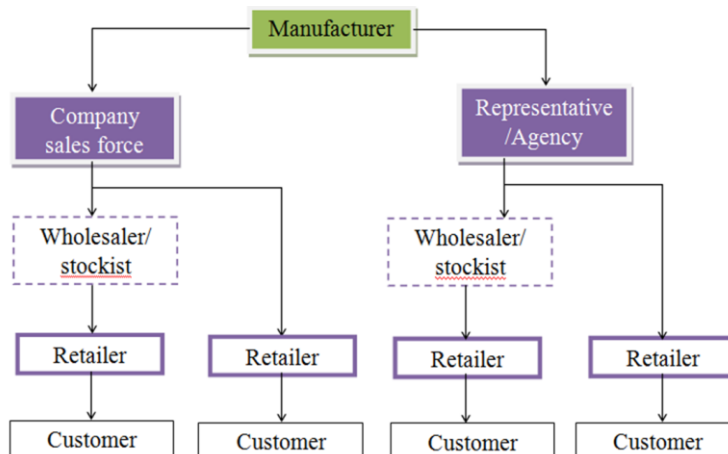 Manufacturer
Company
sales force
Representative
/Agency
Wholesaler/
stockist
Wholesaler/
stockist
Retailer
Retailer
Retailer
Retailer
Customer
Customer
Customer
Customer